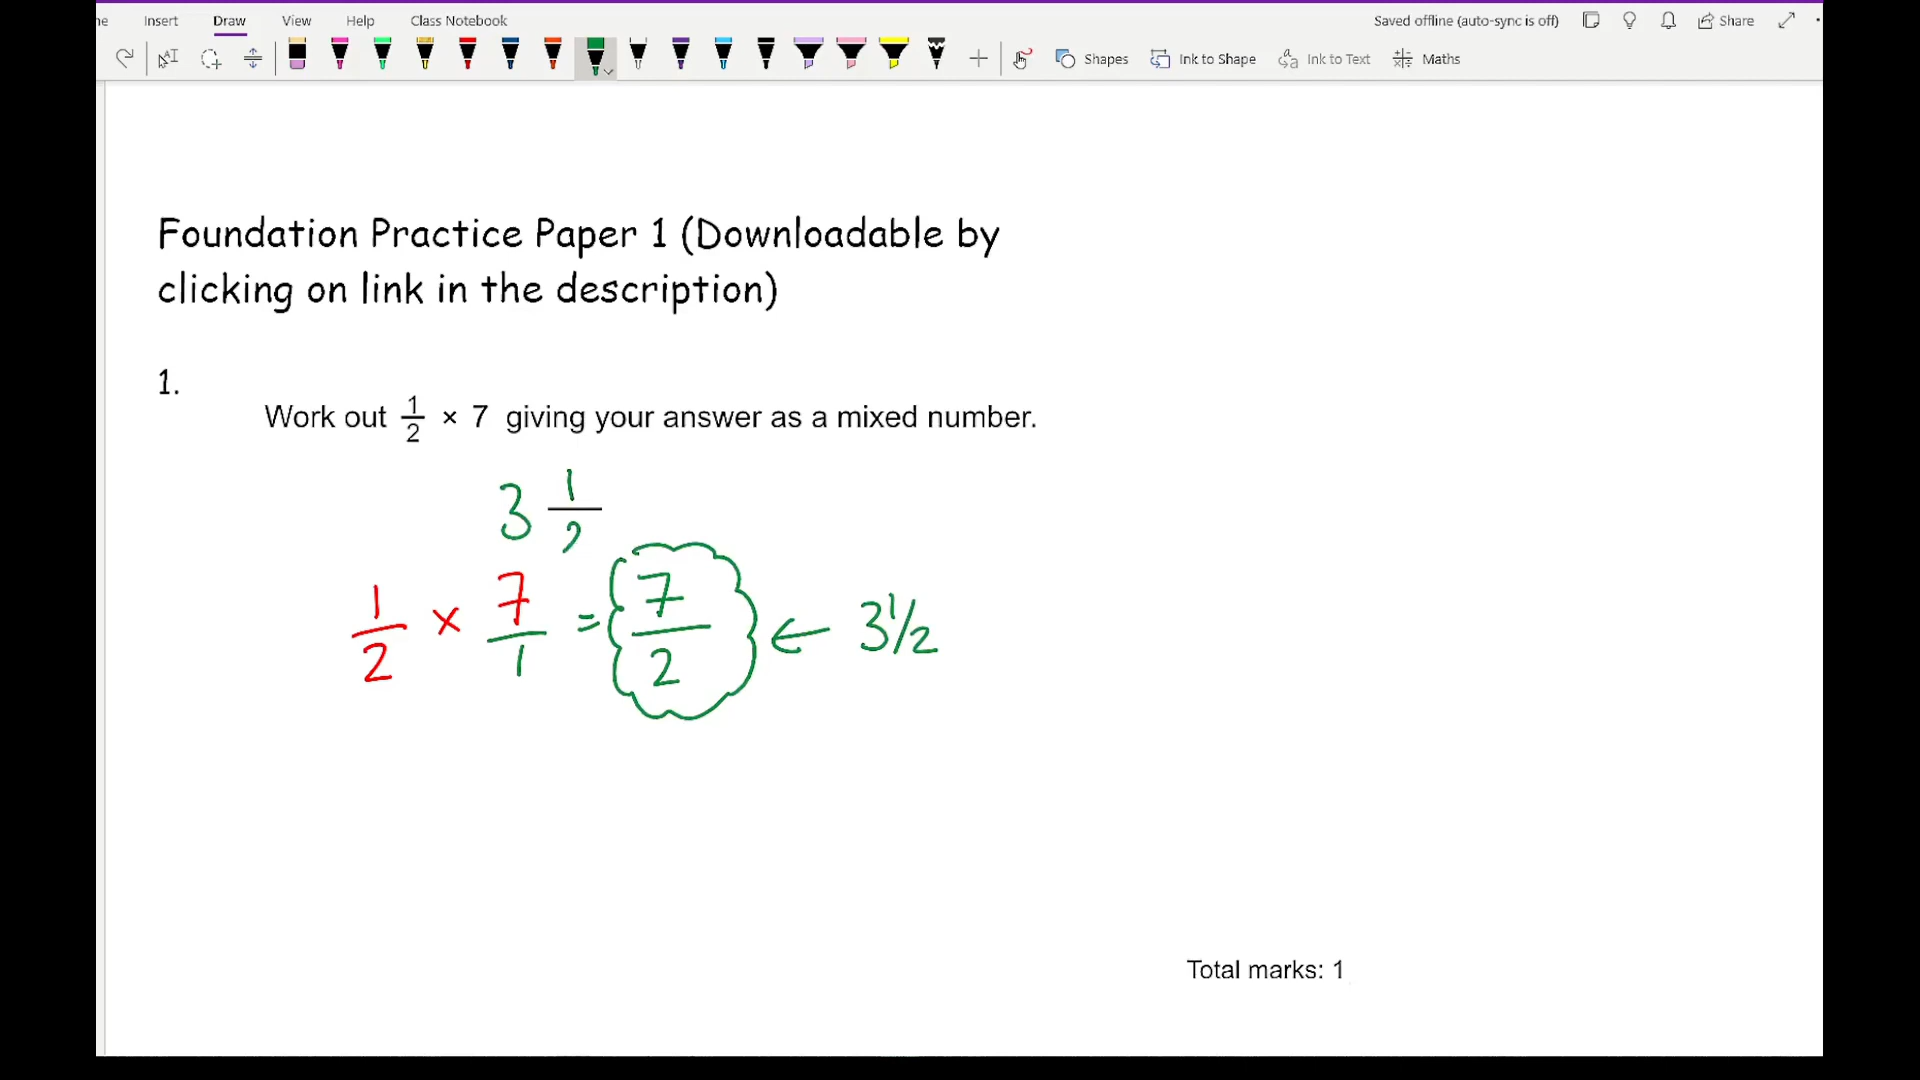 Insert Draw View Help Class Notebook Saved offline (auto-sync is off) Share
Shapes Ink to Shape Ink to Text Maths
Foundation Practice Paper 1 (Downloadable by
clicking on link in the description)
1.
Work out 1/2 × 7 giving your answer as a mixed number.
3 1/2
1/2 × 7/1 = 7/2 ← 3 1/2
Total marks: 1